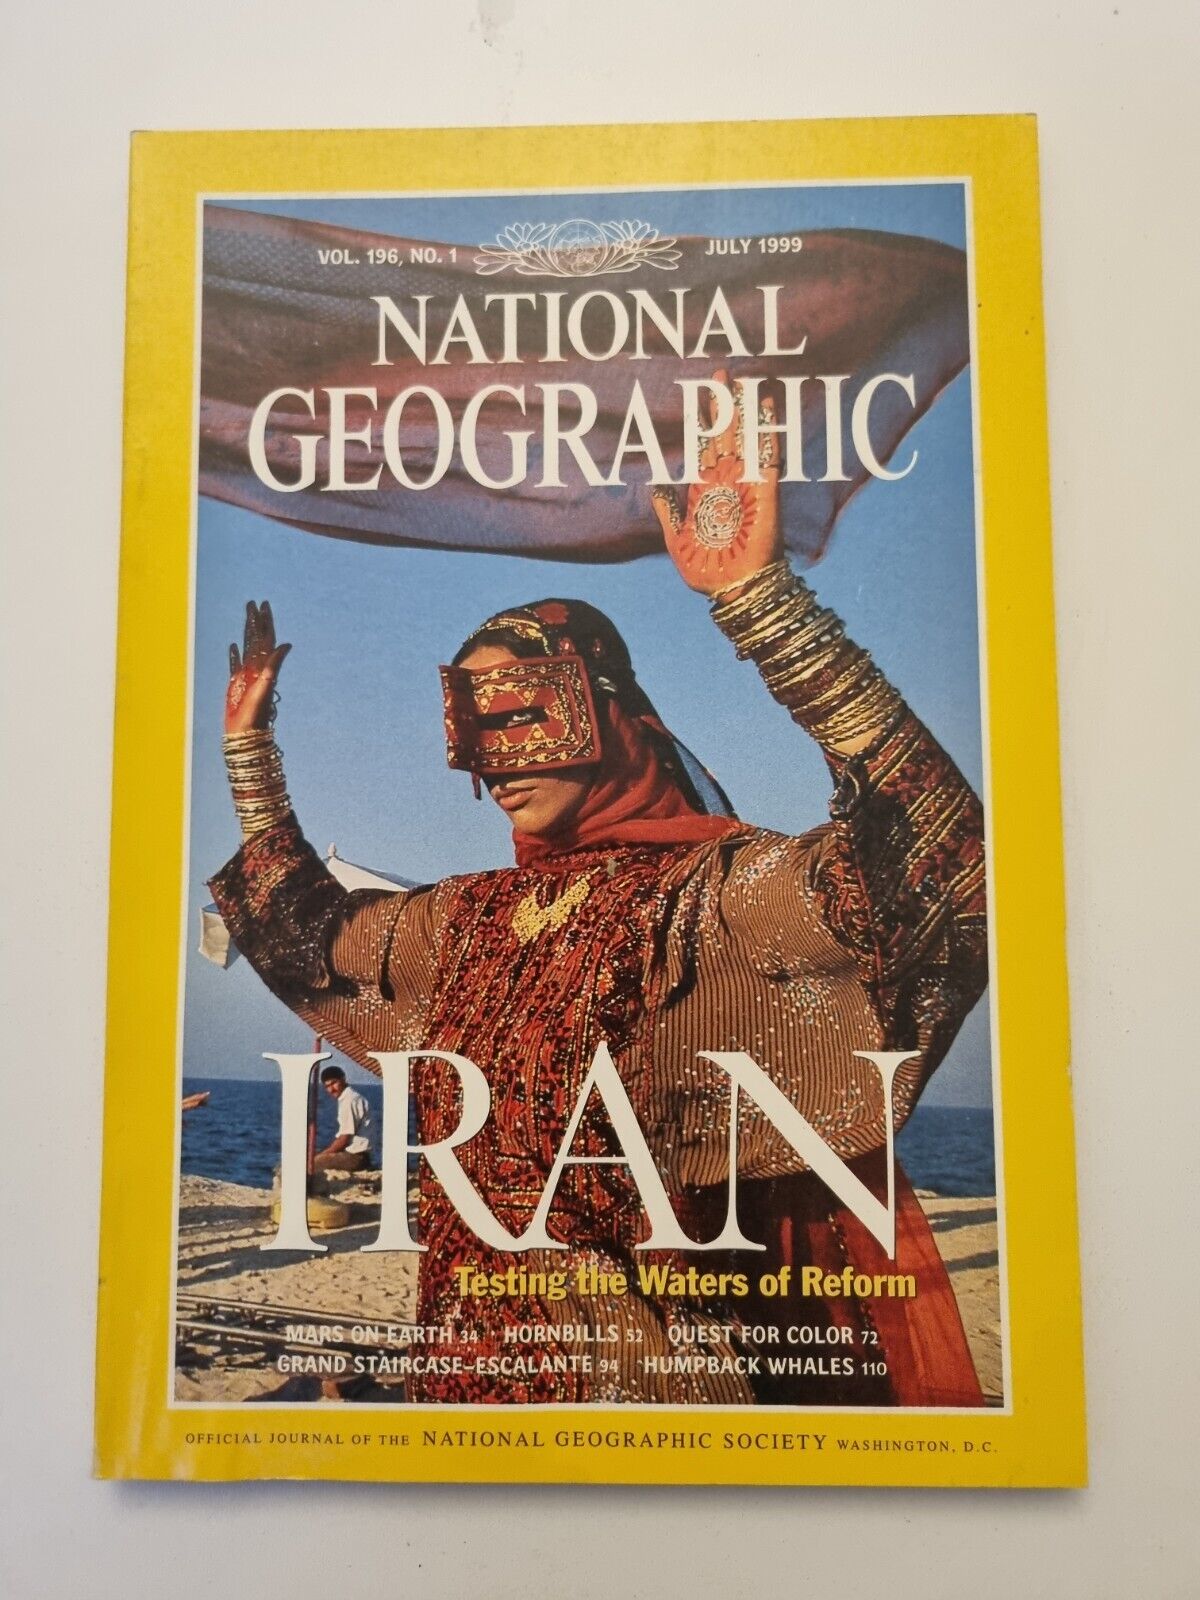 VOL. 196, NO. 1 JULY 1999
NATIONAL
GEOGRAPHIC
IRAN
Testing the Waters of Reform
MARS ON EARTH 34 · HORNBILLS 52 QUEST FOR COLOR 72
GRAND STAIRCASE–ESCALANTE 94 HUMPBACK WHALES 110
OFFICIAL JOURNAL OF THE NATIONAL GEOGRAPHIC SOCIETY WASHINGTON, D.C.